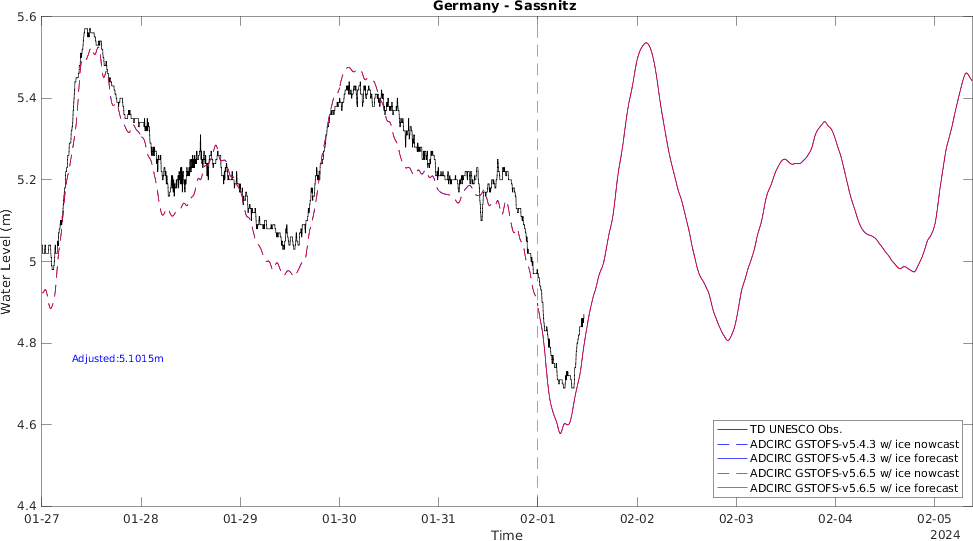 Germany - Sassnitz
5.6
5.4
5.2
5
4.8
4.6
4.4
Water Level (m)
Adjusted:5.1015m
TD UNESCO Obs.
ADCIRC GSTOFS-v5.4.3 w/ ice nowcast
ADCIRC GSTOFS-v5.4.3 w/ ice forecast
ADCIRC GSTOFS-v5.6.5 w/ ice nowcast
ADCIRC GSTOFS-v5.6.5 w/ ice forecast
01-27 01-28 01-29 01-30 01-31 02-01 02-02 02-03 02-04 02-05
Time 2024